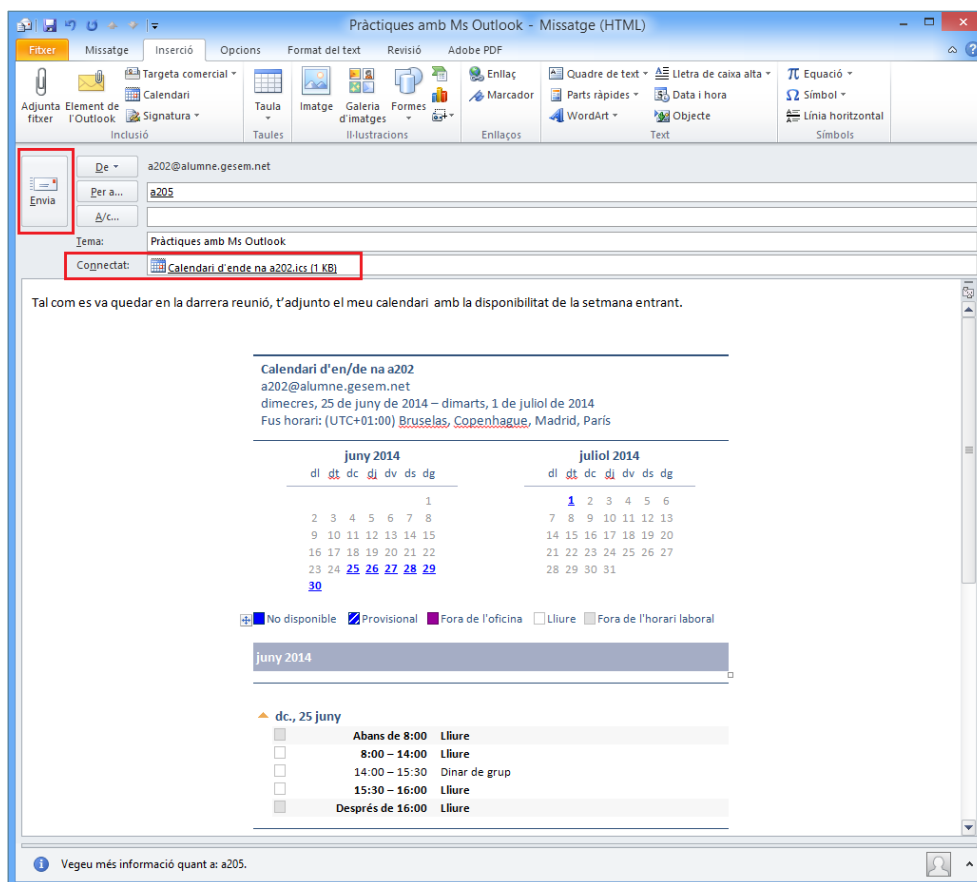 Pràctiques amb Ms Outlook - Missatge (HTML)
Fitxer Missatge Inserció Opcions Format del text Revisió Adobe PDF
Adjunta fitxer
Element de l'Outlook
Targeta comercial
Calendari
Signatura
Inclusió
Taula
Taules
Imatge
Galeria d'imatges
Formes
Il·lustracions
Enllaç
Marcador
Enllaços
Quadre de text
Parts ràpides
WordArt
Lletra de caixa alta
Data i hora
Objecte
Text
Equació
Símbol
Línia horitzontal
Símbols
Envia
De a202@alumne.gesem.net
Per a... a205
A/c...
Tema: Pràctiques amb Ms Outlook
Connectat: Calendari d'ende na a202.ics (1 KB)
Tal com es va quedar en la darrera reunió, t'adjunto el meu calendari amb la disponibilitat de la setmana entrant.
Calendari d'en/de na a202
a202@alumne.gesem.net
dimecres, 25 de juny de 2014 – dimarts, 1 de juliol de 2014
Fus horari: (UTC+01:00) Bruselas, Copenhague, Madrid, París
juny 2014
dl dt dc dj dv ds dg
1
2 3 4 5 6 7 8
9 10 11 12 13 14 15
16 17 18 19 20 21 22
23 24 25 26 27 28 29
30
juliol 2014
dl dt dc dj dv ds dg
1 2 3 4 5 6
7 8 9 10 11 12 13
14 15 16 17 18 19 20
21 22 23 24 25 26 27
28 29 30 31
No disponible Provisional Fora de l'oficina Lliure Fora de l'horari laboral
juny 2014
dc., 25 juny
Abans de 8:00 Lliure
8:00 – 14:00 Lliure
14:00 – 15:30 Dinar de grup
15:30 – 16:00 Lliure
Després de 16:00 Lliure
Vegeu més informació quant a: a205.